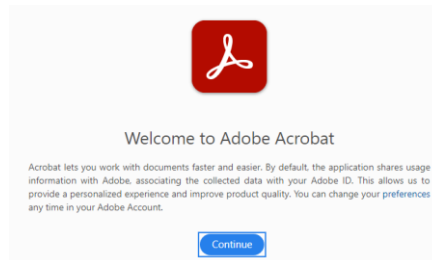 Welcome to Adobe Acrobat
Acrobat lets you work with documents faster and easier. By default, the application shares usage
information with Adobe, associating the collected data with your Adobe ID. This allows us to
provide a personalized experience and improve product quality. You can change your preferences
any time in your Adobe Account.
Continue